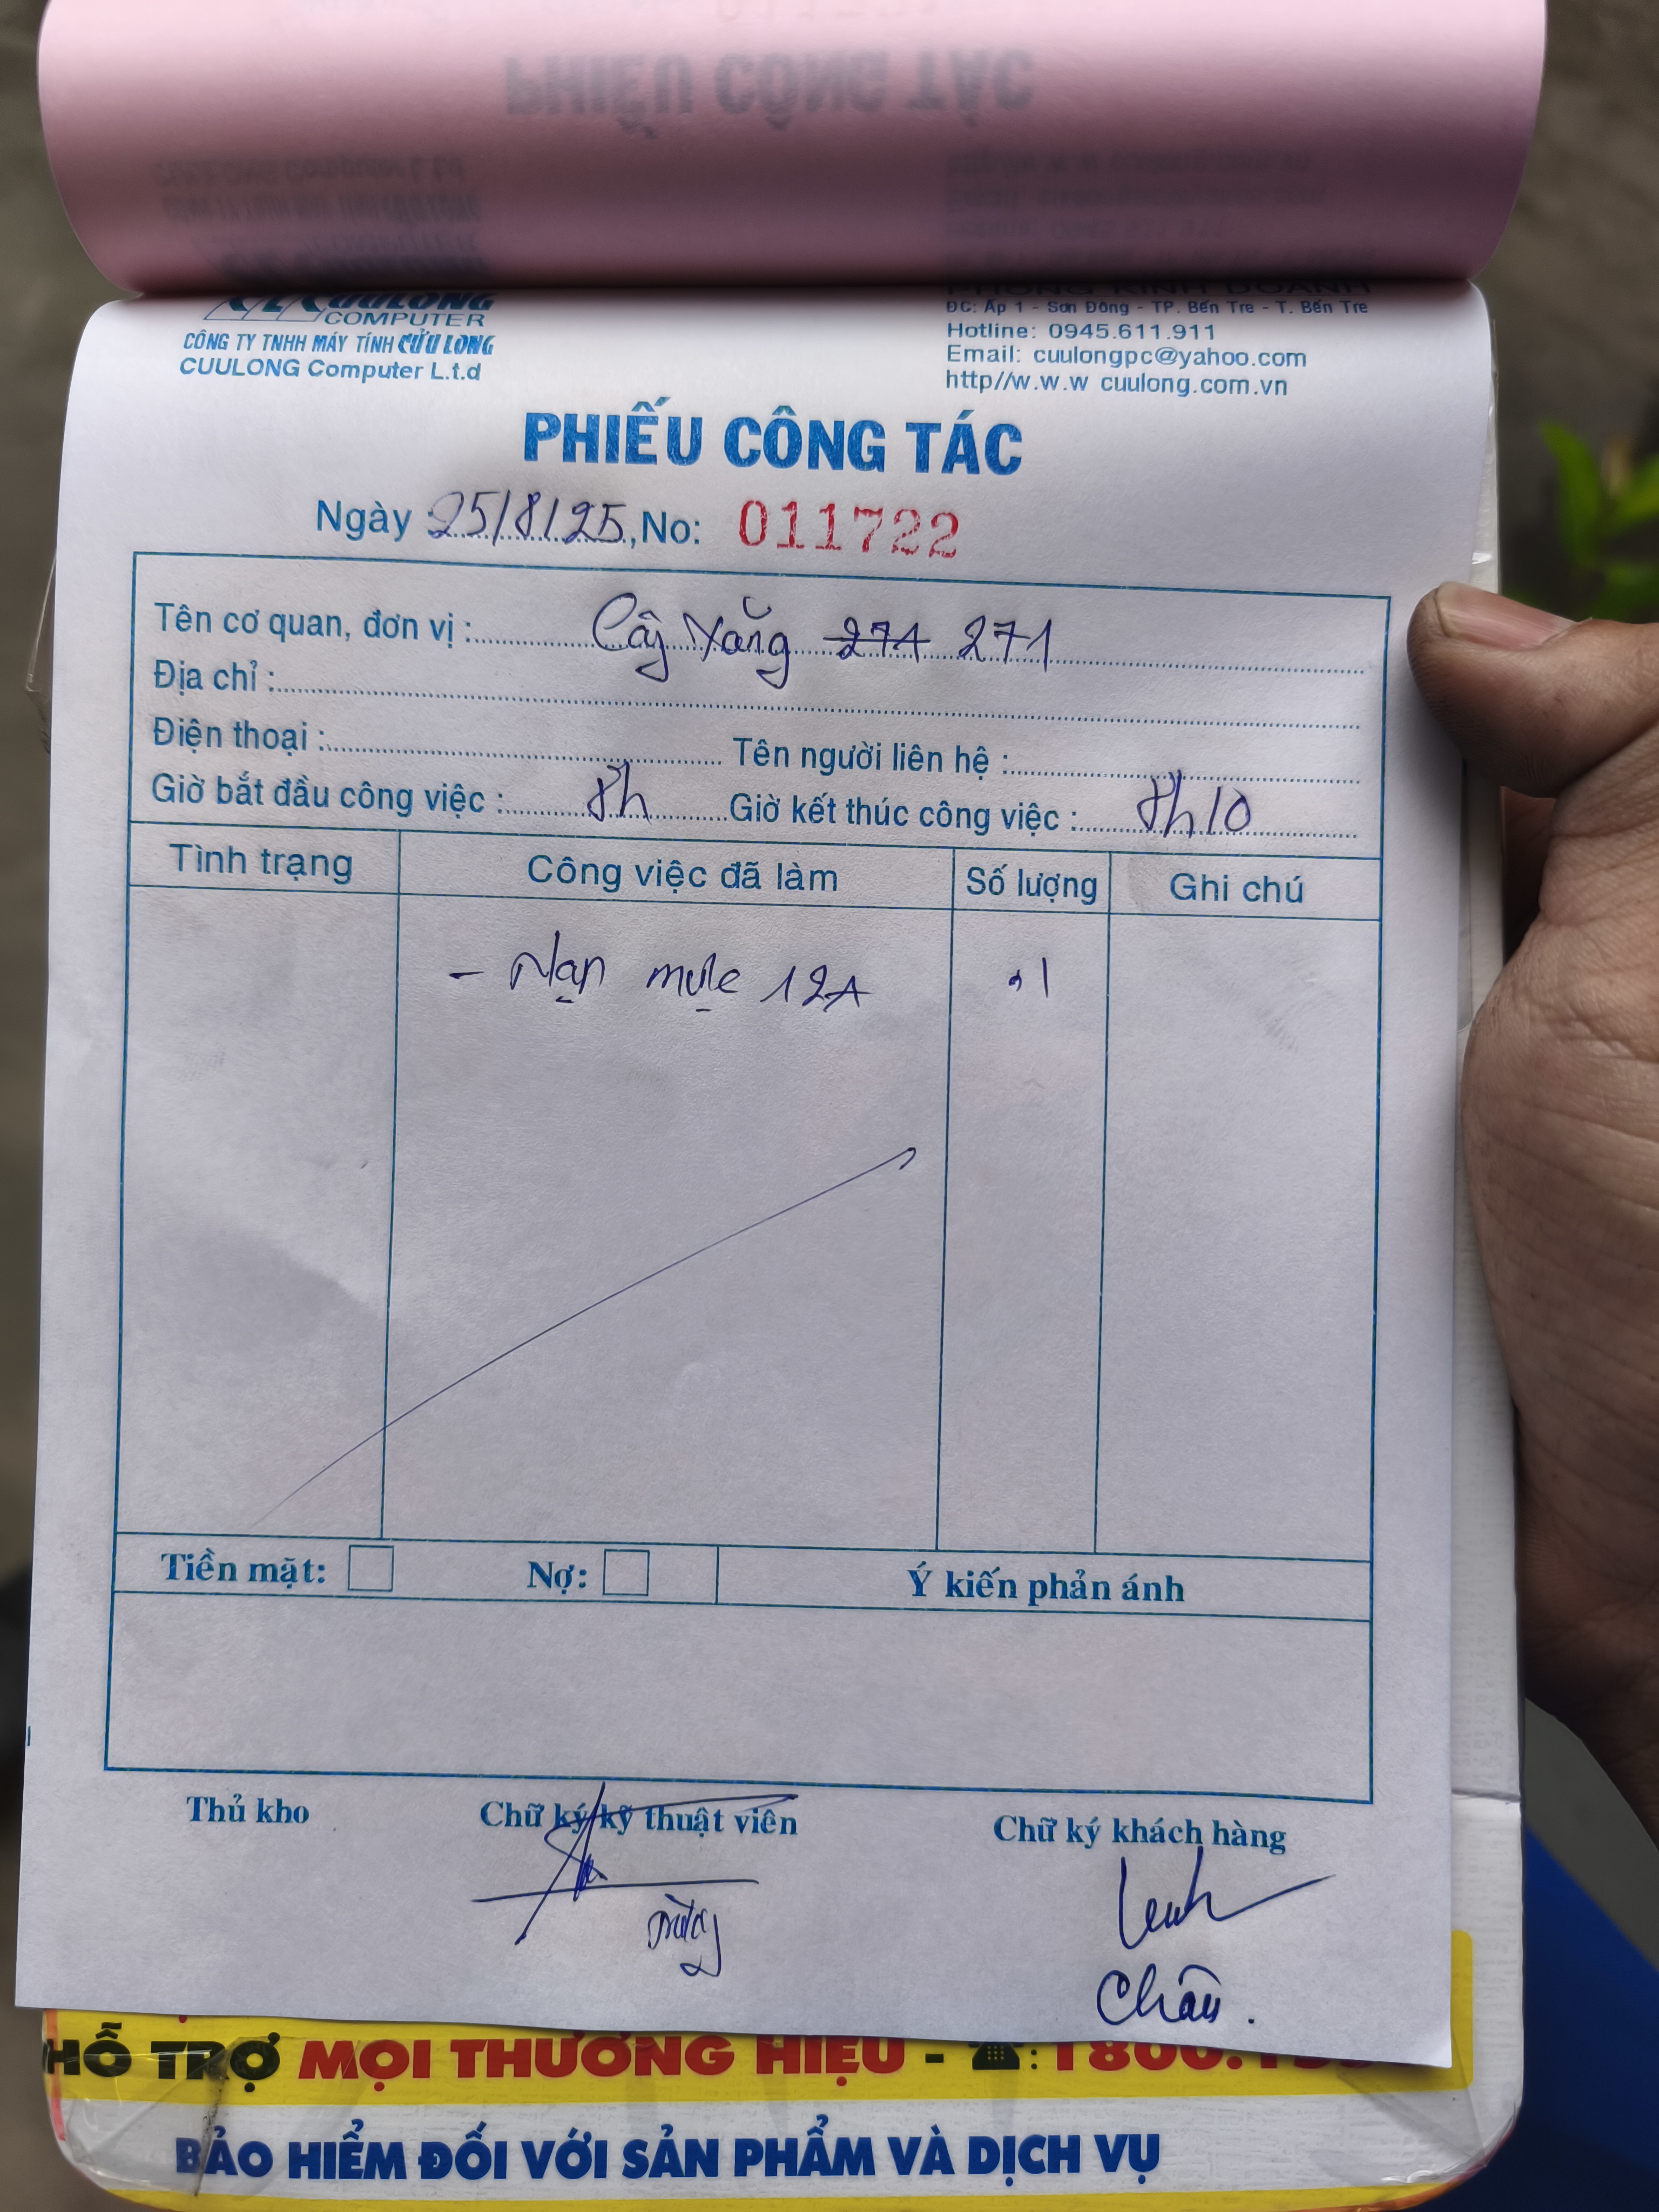 CUULONG
COMPUTER
CÔNG TY TNHH MÁY TÍNH CỬU LONG
CUULONG Computer L.t.d
PHÒNG KINH DOANH
ĐC: Ấp 1 - Sơn Đông - TP. Bến Tre - T. Bến Tre
Hotline: 0945.611.911
Email: cuulongpc@yahoo.com
http//w.w.w cuulong.com.vn
PHIẾU CÔNG TÁC
Ngày 25/8/25, No: 011722
Tên cơ quan, đơn vị : Cây Xăng 271 271
Địa chỉ :
Điện thoại : Tên người liên hệ :
Giờ bắt đầu công việc : 8h Giờ kết thúc công việc : 8h10
Tình trạng Công việc đã làm Số lượng Ghi chú
- Nạp mực 12A 1
Tiền mặt: Nợ: Ý kiến phản ánh
Thủ kho Chữ ký kỹ thuật viên Chữ ký khách hàng
Châu.
HỖ TRỢ MỌI THƯƠNG HIỆU - ☎: 1800.
BẢO HIỂM ĐỐI VỚI SẢN PHẨM VÀ DỊCH VỤ